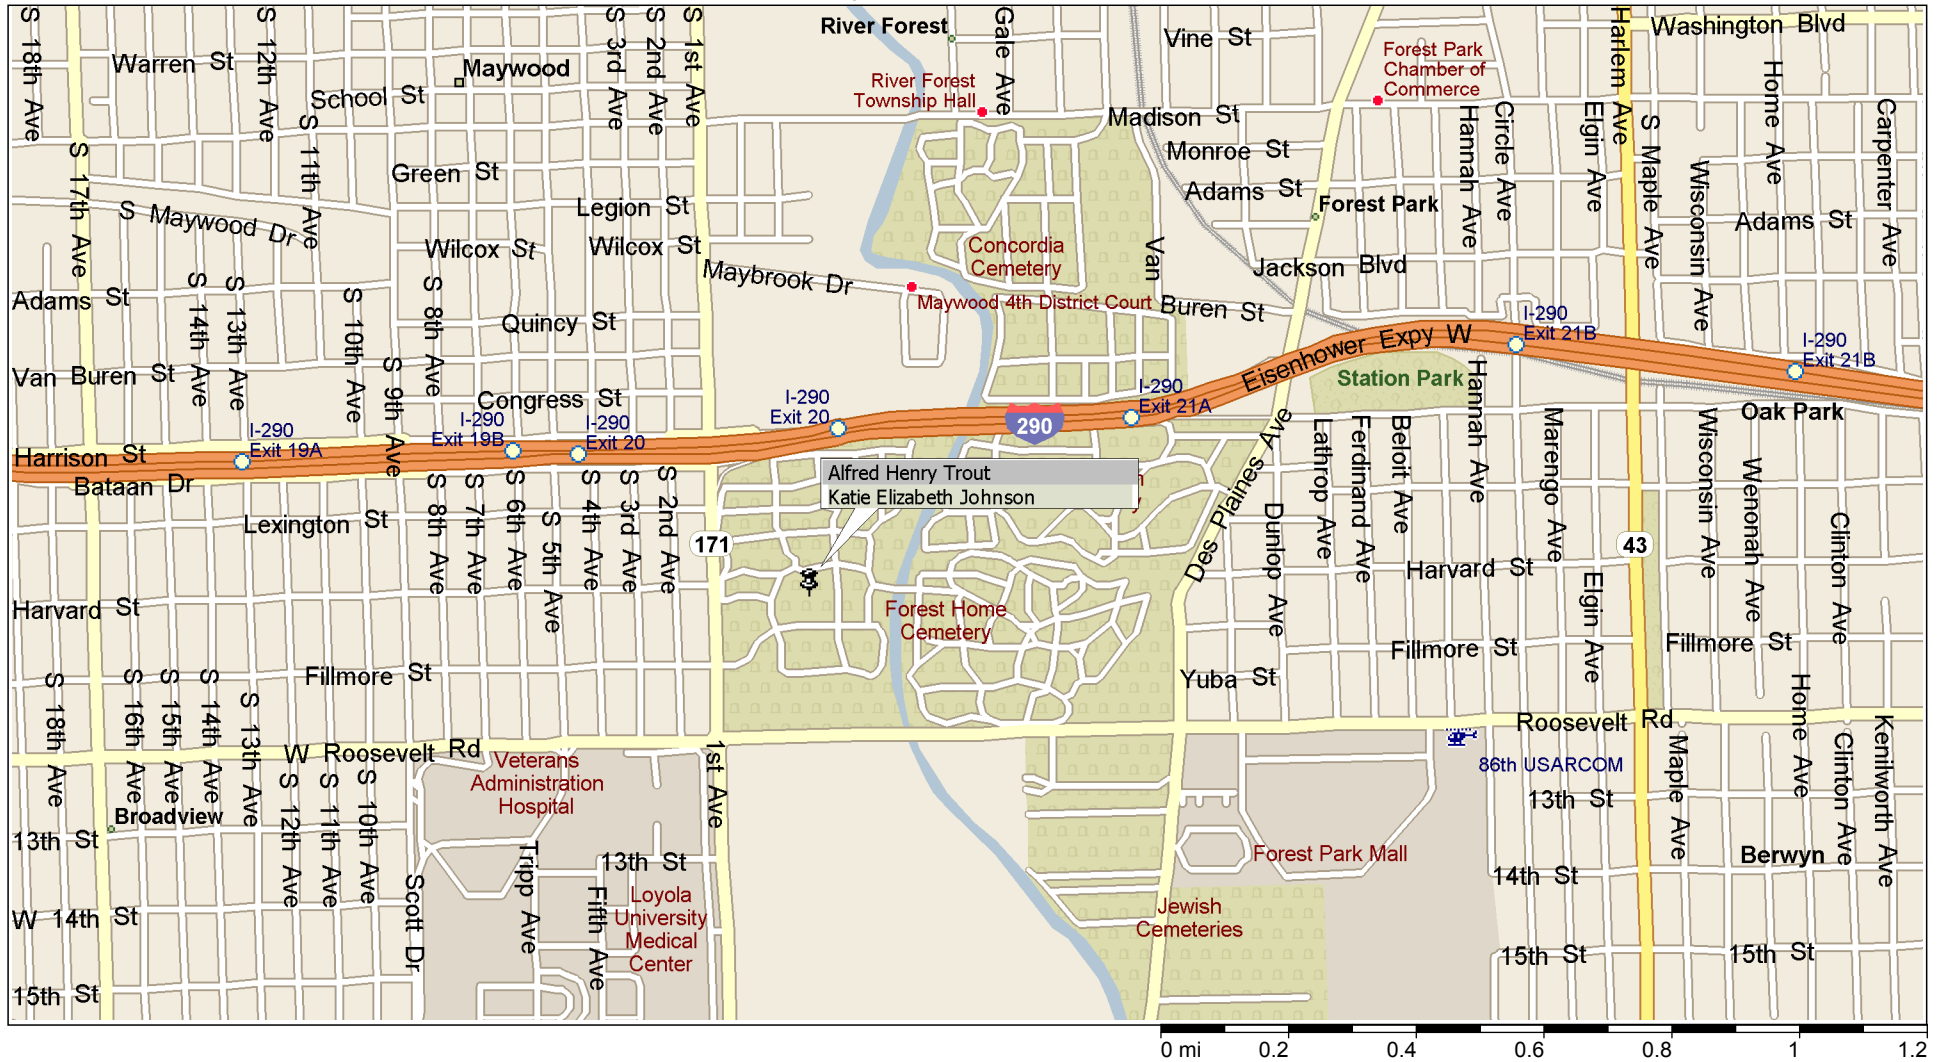 S 18th Ave
S 12th Ave
S 3rd Ave
S 2nd Ave
S 1st Ave
River Forest
Gale Ave
Vine St
Harlem Ave
Washington Blvd
Warren St
Maywood
School St
River Forest
Township Hall
Forest Park
Chamber of
Commerce
Madison St
Hannah Ave
Circle Ave
Elgin Ave
S Maple Ave
Home Ave
Carpenter Ave
S 17th Ave
S 11th Ave
Green St
Monroe St
Adams St
Forest Park
Wisconsin Ave
Adams St
S Maywood Dr
Legion St
Wilcox St
Wilcox St
Concordia
Cemetery
Van
Buren St
Jackson Blvd
Maybrook Dr
Maywood 4th District Court
Adams St
S 14th Ave
S 13th Ave
S 10th Ave
S 8th Ave
S 9th Ave
Quincy St
I-290
Exit 21B
I-290
Exit 21B
Eisenhower Expy W
Station Park
Van Buren St
Congress St
I-290
Exit 19A
I-290
Exit 19B
I-290
Exit 20
I-290
Exit 20
290
I-290
Exit 21A
Oak Park
Harrison St
Bataan Dr
Alfred Henry Trout
Katie Elizabeth Johnson
Des Plaines Ave
Lathrop Ave
Ferdinand Ave
Beloit Ave
Hannah Ave
Marengo Ave
Wisconsin Ave
Wenonah Ave
Clinton Ave
Lexington St
S 8th Ave
S 7th Ave
S 6th Ave
S 5th Ave
S 4th Ave
S 3rd Ave
S 2nd Ave
171
43
Dunlop Ave
Harvard St
Elgin Ave
Harvard St
Forest Home
Cemetery
Fillmore St
Fillmore St
Fillmore St
Yuba St
S 18th Ave
S 16th Ave
S 15th Ave
S 14th Ave
S 13th Ave
S 12th Ave
S 11th Ave
S 10th Ave
W Roosevelt Rd
Roosevelt Rd
Home Ave
Kenilworth Ave
1st Ave
Veterans
Administration
Hospital
86th USARCOM
13th St
Maple Ave
Clinton Ave
Broadview
13th St
Scott Dr
Tripp Ave
Fifth Ave
13th St
Forest Park Mall
Berwyn
14th St
W 14th St
Loyola
University
Medical
Center
Jewish
Cemeteries
15th St
15th St
15th St
0 mi 0.2 0.4 0.6 0.8 1 1.2